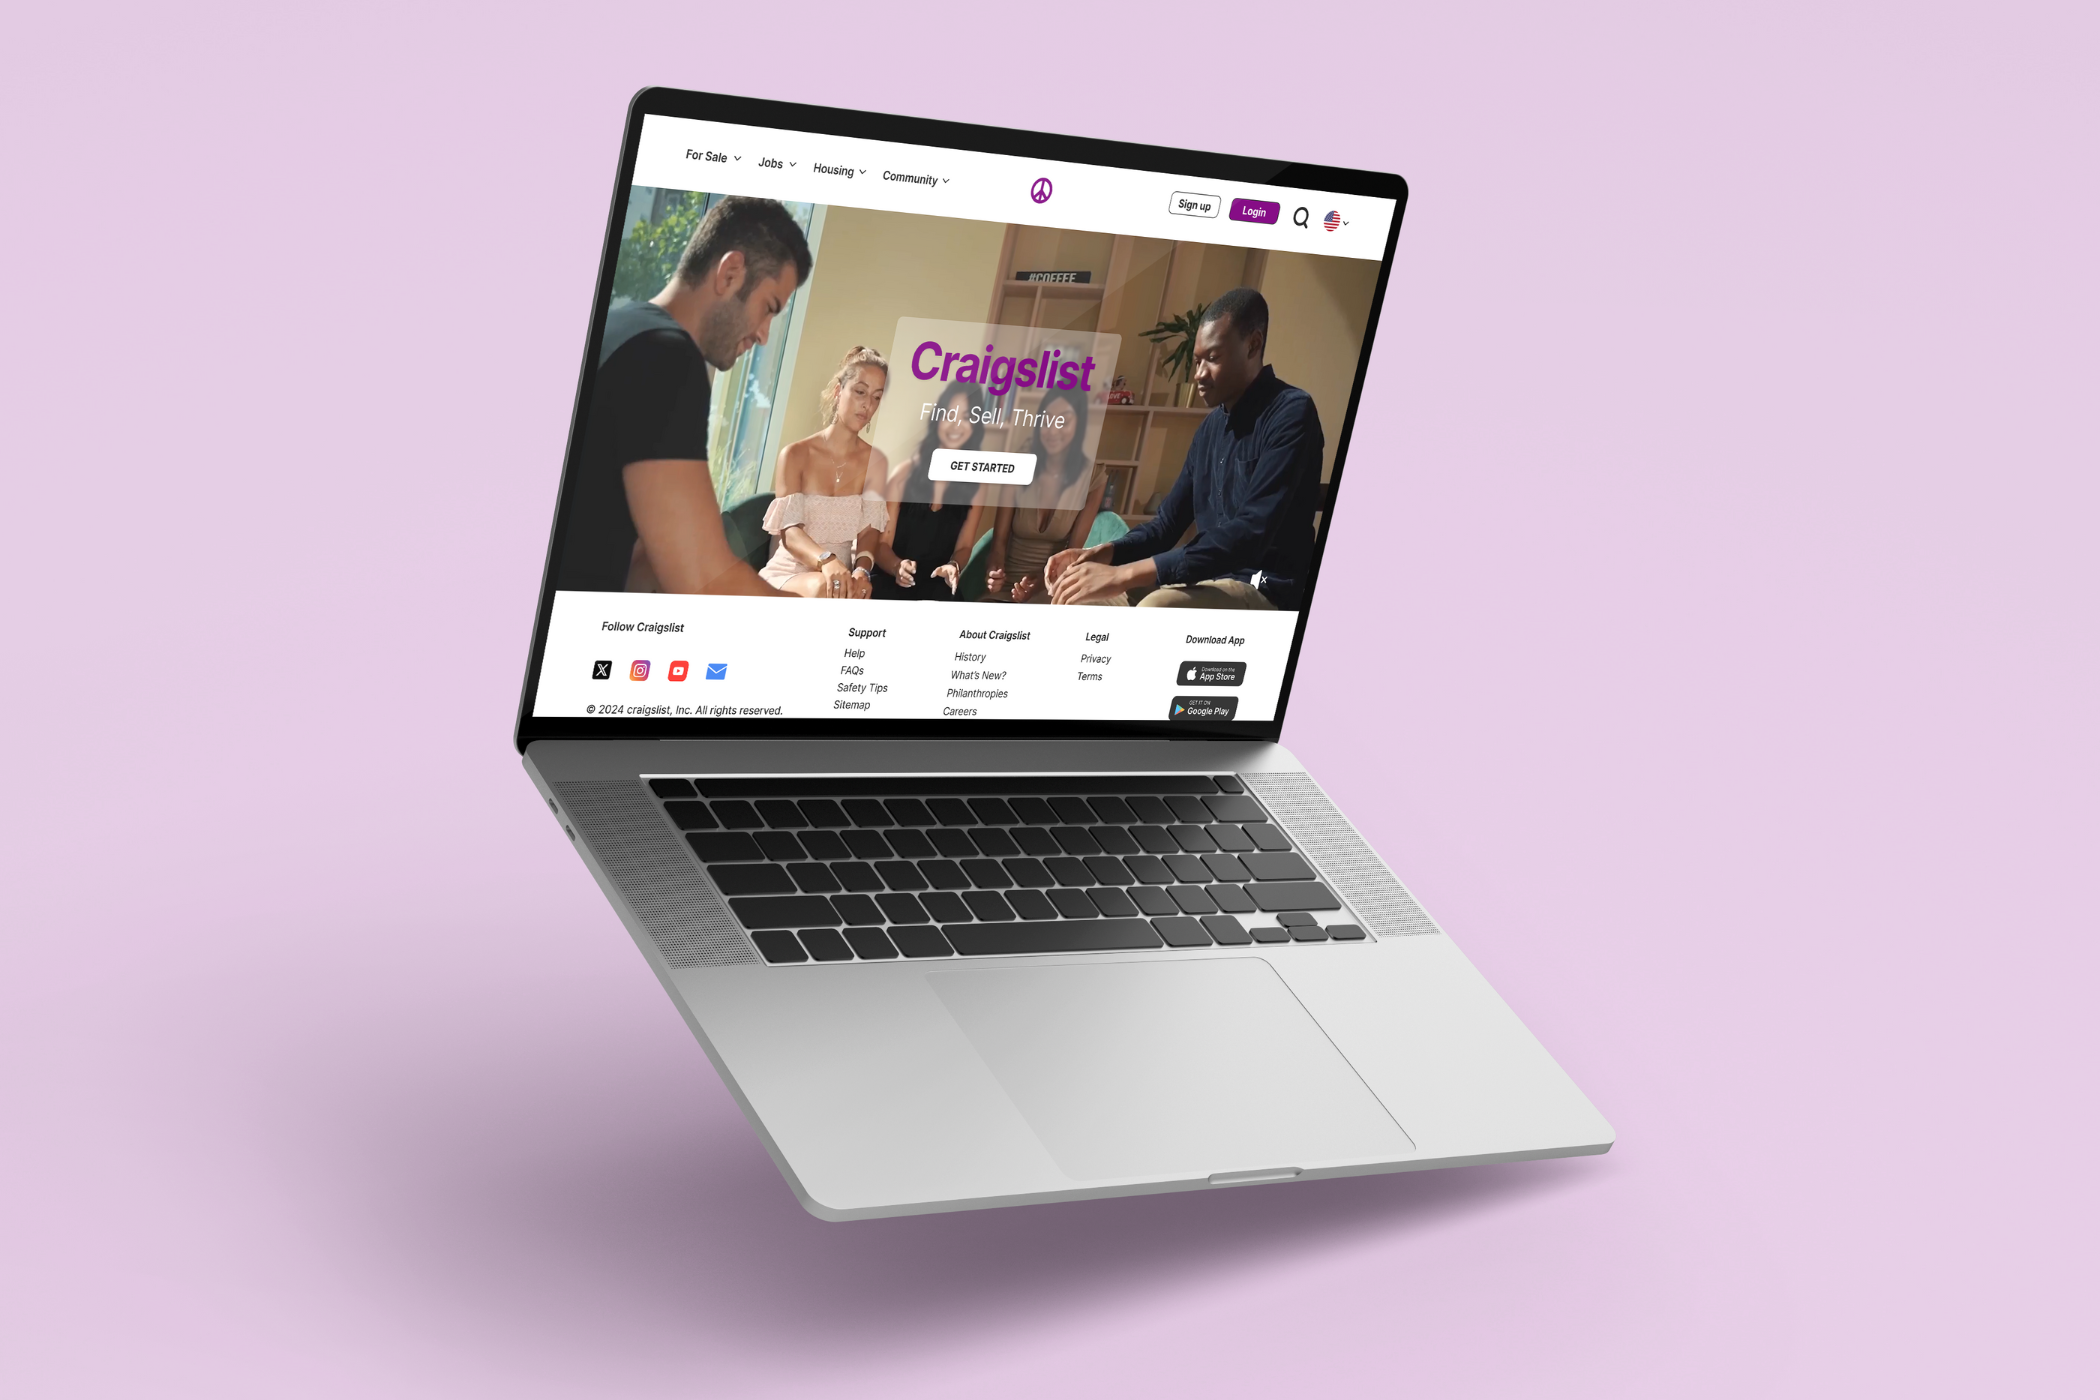 For Sale
Jobs
Housing
Community
Sign up
Login
#COFFEE
Craigslist
Find, Sell, Thrive
GET STARTED
Follow Craigslist
© 2024 craigslist, Inc. All rights reserved.
Support
Help
FAQs
Safety Tips
Sitemap
About Craigslist
History
What's New?
Philanthropies
Careers
Legal
Privacy
Terms
Download App
Download on the
App Store
GET IT ON
Google Play